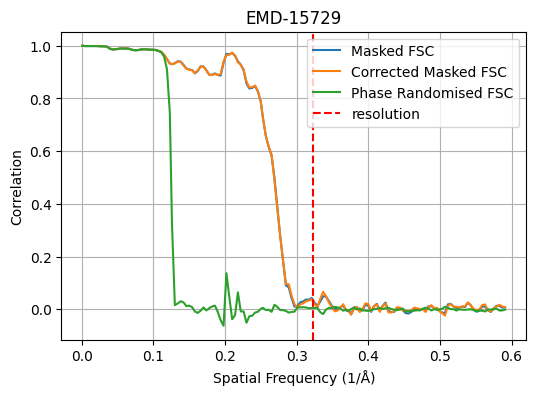 EMD-15729
1.0
0.8
0.6
0.4
0.2
0.0
Correlation
Masked FSC
Corrected Masked FSC
Phase Randomised FSC
resolution
0.0 0.1 0.2 0.3 0.4 0.5 0.6
Spatial Frequency (1/Å)